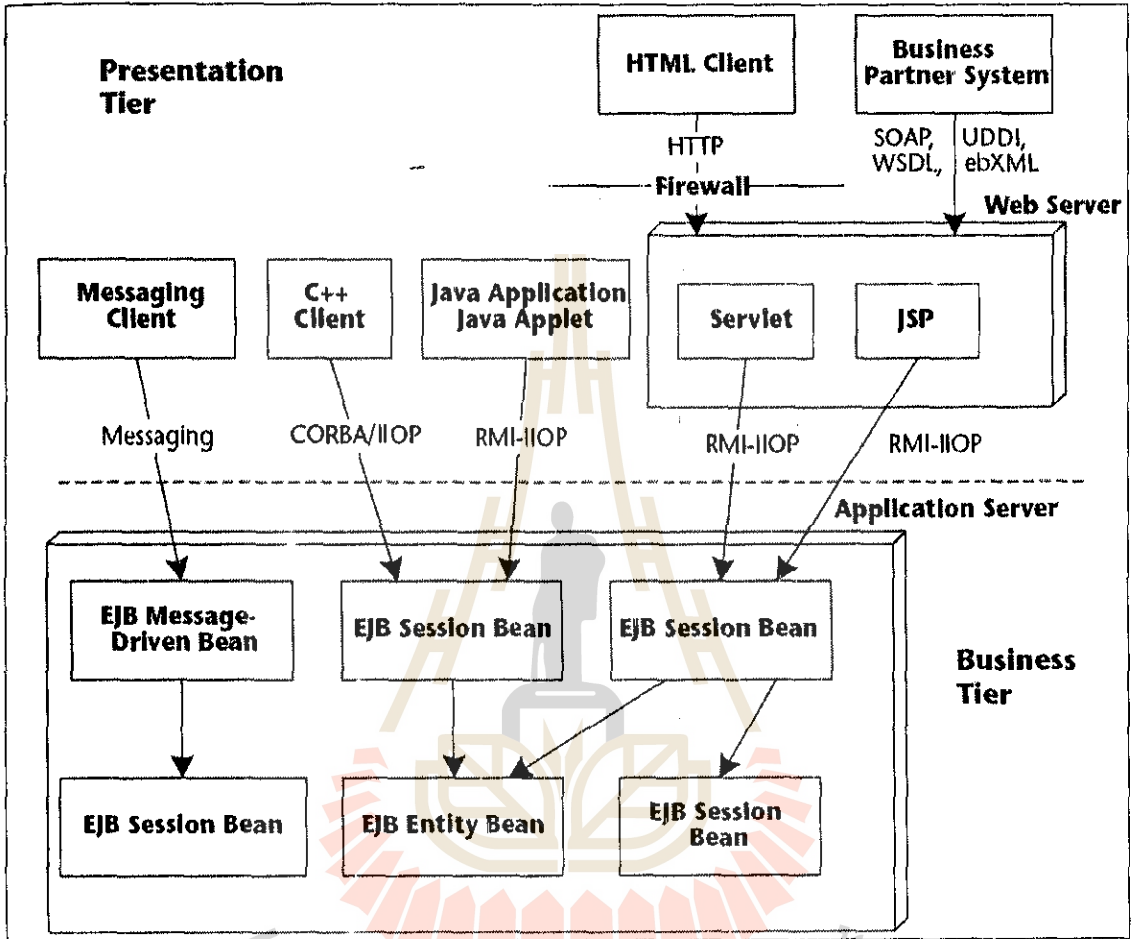 Presentation
Tier
HTML Client
Business
Partner System
HTTP
SOAP, UDDI,
WSDL, ebXML
Firewall
Web Server
Messaging
Client
C++
Client
Java Application
Java Applet
Servlet
JSP
Messaging
CORBA/IIOP
RMI-IIOP
RMI-IIOP
RMI-IIOP
Application Server
EJB Message-
Driven Bean
EJB Session Bean
EJB Session Bean
Business
Tier
EJB Session Bean
EJB Entity Bean
EJB Session
Bean